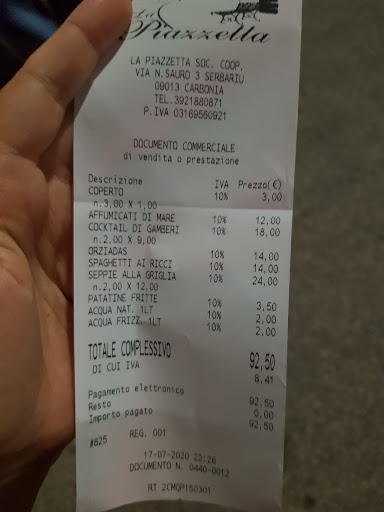 La
Piazzetta
LA PIAZZETTA SOC. COOP.
VIA N.SAURO 3 SERBARIU
09013 CARBONIA
TEL.3921880871
P.IVA 03169560921
DOCUMENTO COMMERCIALE
di vendita o prestazione
Descrizione IVA Prezzo(€)
COPERTO 10% 3,00
n.3,00 X 1,00
AFFUMICATI DI MARE 10% 12,00
COCKTAIL DI GAMBERI 10% 18,00
n.2,00 X 9,00
ORZIADAS 10% 14,00
SPAGHETTI AI RICCI 10% 14,00
SEPPIE ALLA GRIGLIA 10% 24,00
n.2,00 X 12,00
PATATINE FRITTE 10% 3,50
ACQUA NAT. 1LT 10% 2,00
ACQUA FRIZZ. 1LT 10% 2,00
TOTALE COMPLESSIVO 92,50
DI CUI IVA 8,41
Pagamento elettronico 92,50
Resto 0,00
Importo pagato 92,50
#825 REG. 001
17-07-2020 22:26
DOCUMENTO N. 0440-0012
RT 2CMQP150301